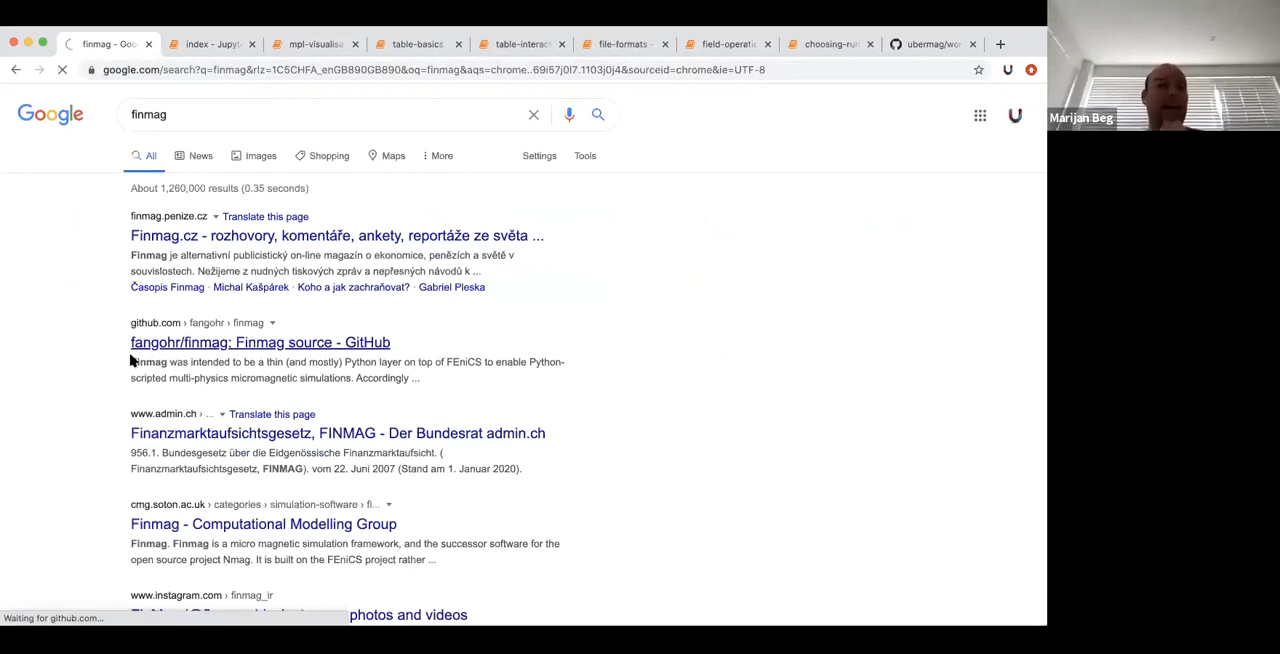 finmag - Goo
index - Jupyt
mpl-visualisa
table-basics
table-interac
file-formats -
field-operati
choosing-run
ubermag/wor
google.com/search?q=finmag&rlz=1C5CHFA_enGB890GB890&oq=finmag&aqs=chrome..69i57j0l7.1103j0j4&sourceid=chrome&ie=UTF-8
Google
finmag
All
News
Images
Shopping
Maps
More
Settings
Tools
About 1,260,000 results (0.35 seconds)
finmag.penize.cz Translate this page
Finmag.cz - rozhovory, komentáře, ankety, reportáže ze světa ...
Finmag je alternativní publicistický on-line magazín o ekonomice, penězích a světě v
souvislostech. Nežijeme z nudných tiskových zpráv a nepřesných návodů k ...
Časopis Finmag · Michal Kašpárek · Koho a jak zachraňovat? · Gabriel Pleska
github.com › fangohr › finmag
fangohr/finmag: Finmag source - GitHub
Finmag was intended to be a thin (and mostly) Python layer on top of FEniCS to enable Python-
scripted multi-physics micromagnetic simulations. Accordingly ...
www.admin.ch › ... Translate this page
Finanzmarktaufsichtsgesetz, FINMAG - Der Bundesrat admin.ch
956.1. Bundesgesetz über die Eidgenössische Finanzmarktaufsicht. (
Finanzmarktaufsichtsgesetz, FINMAG). vom 22. Juni 2007 (Stand am 1. Januar 2020).
cmg.soton.ac.uk › categories › simulation-software › fi...
Finmag - Computational Modelling Group
Finmag. Finmag is a micro magnetic simulation framework, and the successor software for the
open source project Nmag. It is built on the FEniCS project rather ...
www.instagram.com › finmag_ir
photos and videos
Waiting for github.com...
Marijan Beg